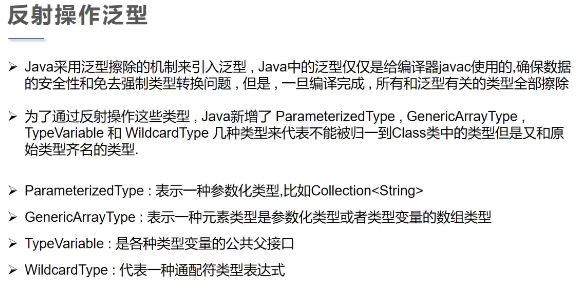 反射操作泛型
➢ Java采用泛型擦除的机制来引入泛型 , Java中的泛型仅仅是给编译器javac使用的,确保数据
的安全性和免去强制类型转换问题 , 但是 , 一旦编译完成 , 所有和泛型有关的类型全部擦除
➢ 为了通过反射操作这些类型 , Java新增了 ParameterizedType , GenericArrayType ,
TypeVariable 和 WildcardType 几种类型来代表不能被归一到Class类中的类型但是又和原
始类型齐名的类型.
➢ ParameterizedType : 表示一种参数化类型,比如Collection<String>
➢ GenericArrayType : 表示一种元素类型是参数化类型或者类型变量的数组类型
➢ TypeVariable : 是各种类型变量的公共父接口
➢ WildcardType : 代表一种通配符类型表达式